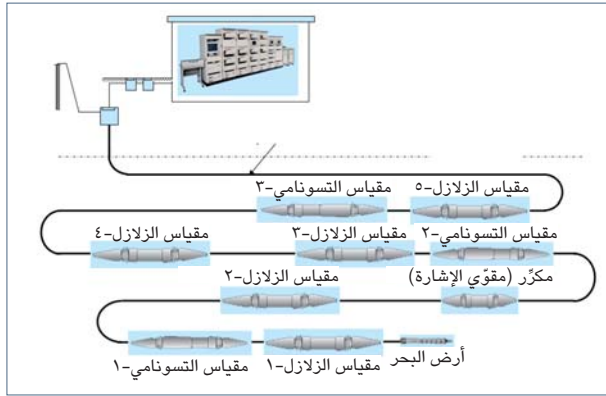 مقياس الزلازل-٥
مقياس التسونامي-٣
مقياس التسونامي-٢
مقياس الزلازل-٣
مقياس الزلازل-٤
مكرِّر (مقوّي الإشارة)
مقياس الزلازل-٢
أرض البحر
مقياس الزلازل-١
مقياس التسونامي-١